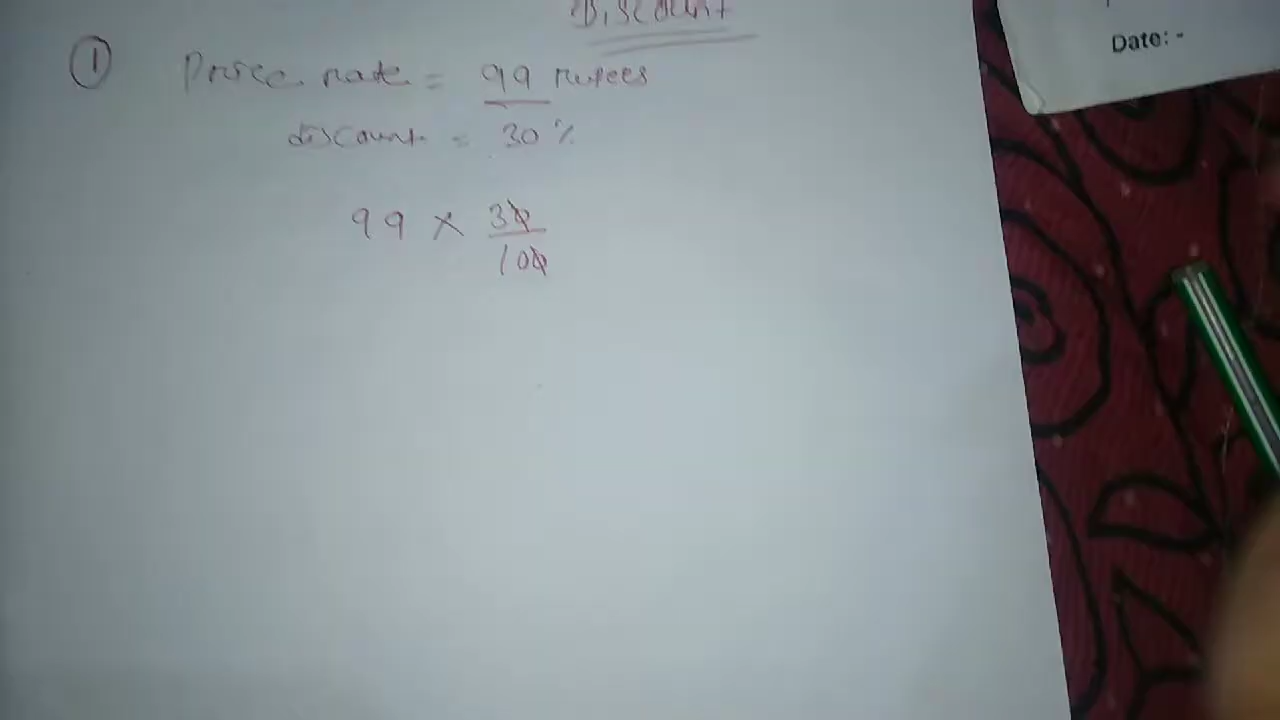 Discount
Date: -
① Price rate = 99 rupees
discount = 30 %
99 × 30/100